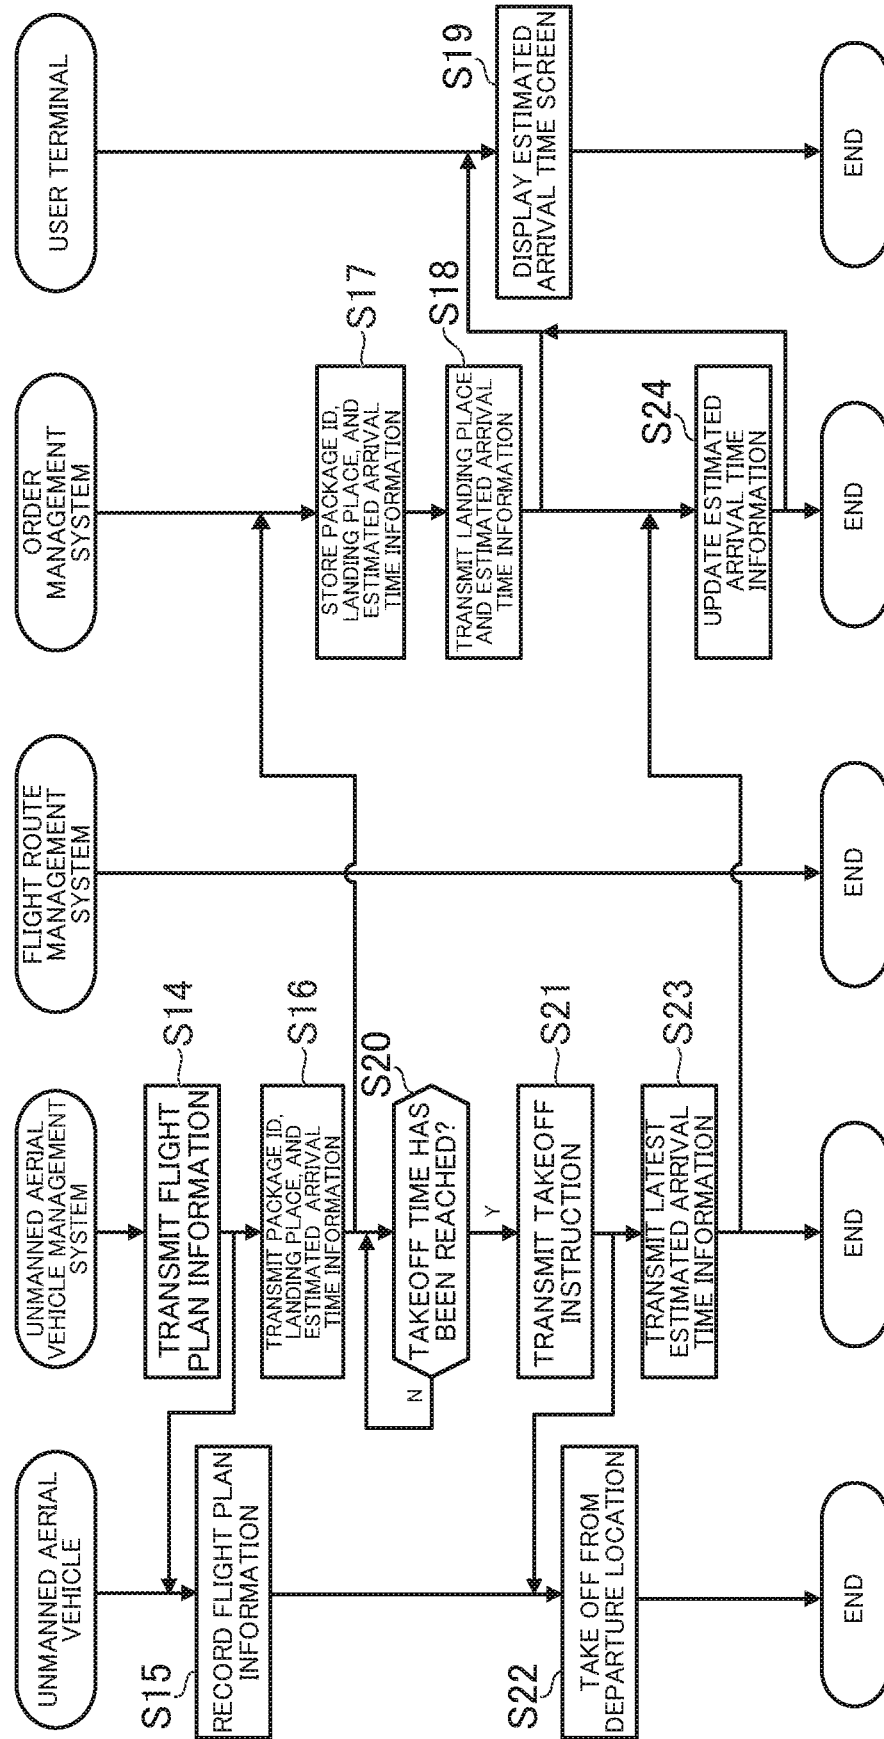 UNMANNED AERIAL
VEHICLE
UNMANNED AERIAL
VEHICLE MANAGEMENT
SYSTEM
FLIGHT ROUTE
MANAGEMENT
SYSTEM
ORDER
MANAGEMENT
SYSTEM
USER TERMINAL
S14
TRANSMIT FLIGHT
PLAN INFORMATION
S15
RECORD FLIGHT PLAN
INFORMATION
S16
TRANSMIT PACKAGE ID,
LANDING PLACE, AND
ESTIMATED ARRIVAL
TIME INFORMATION
S17
STORE PACKAGE ID,
LANDING PLACE, AND
ESTIMATED ARRIVAL
TIME INFORMATION
S18
TRANSMIT LANDING PLACE
AND ESTIMATED ARRIVAL
TIME INFORMATION
S19
DISPLAY ESTIMATED
ARRIVAL TIME SCREEN
S20
TAKEOFF TIME HAS
BEEN REACHED?
N
Y
S21
TRANSMIT TAKEOFF
INSTRUCTION
S22
TAKE OFF FROM
DEPARTURE LOCATION
S23
TRANSMIT LATEST
ESTIMATED ARRIVAL
TIME INFORMATION
S24
UPDATE ESTIMATED
ARRIVAL TIME
INFORMATION
END
END
END
END
END